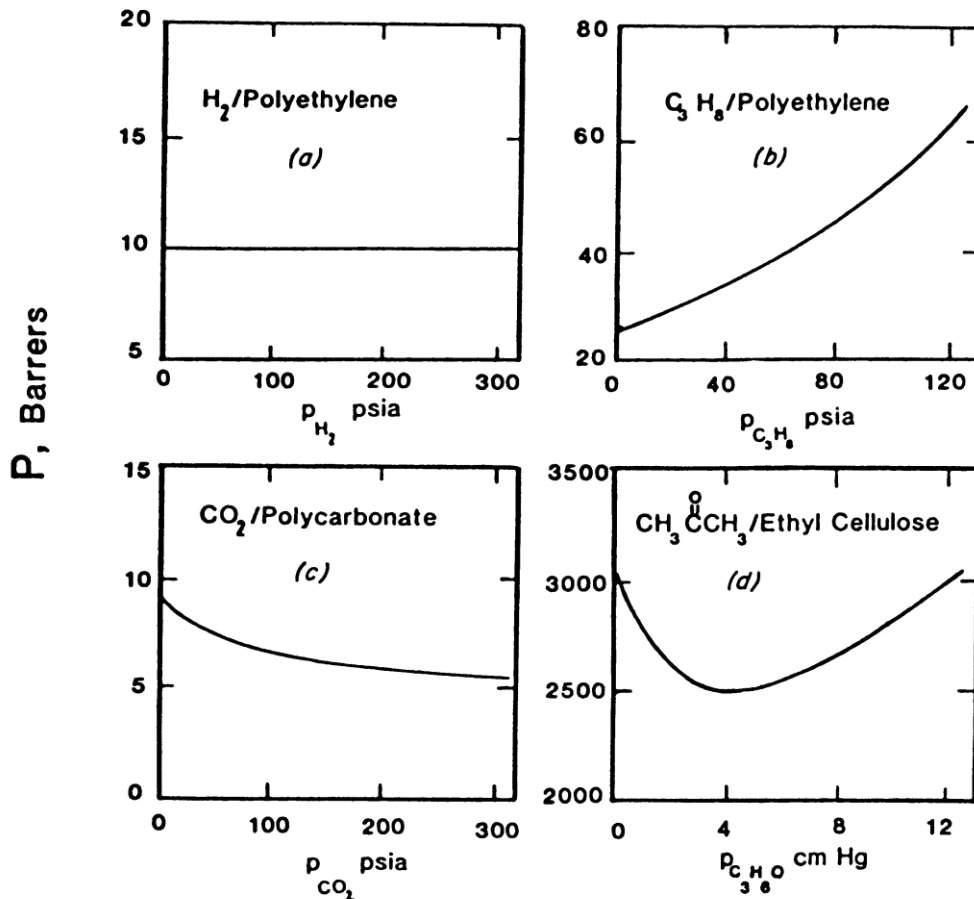 P, Barrers
20
15
10
5
H2/Polyethylene
(a)
0 100 200 300
pH2 psia
80
60
40
20
C3H8/Polyethylene
(b)
0 40 80 120
pC3H8 psia
15
10
5
0
CO2/Polycarbonate
(c)
0 100 200 300
pCO2 psia
3500
3000
2500
2000
O
CH3CCH3/Ethyl Cellulose
(d)
0 4 8 12
pC3H6O cm Hg